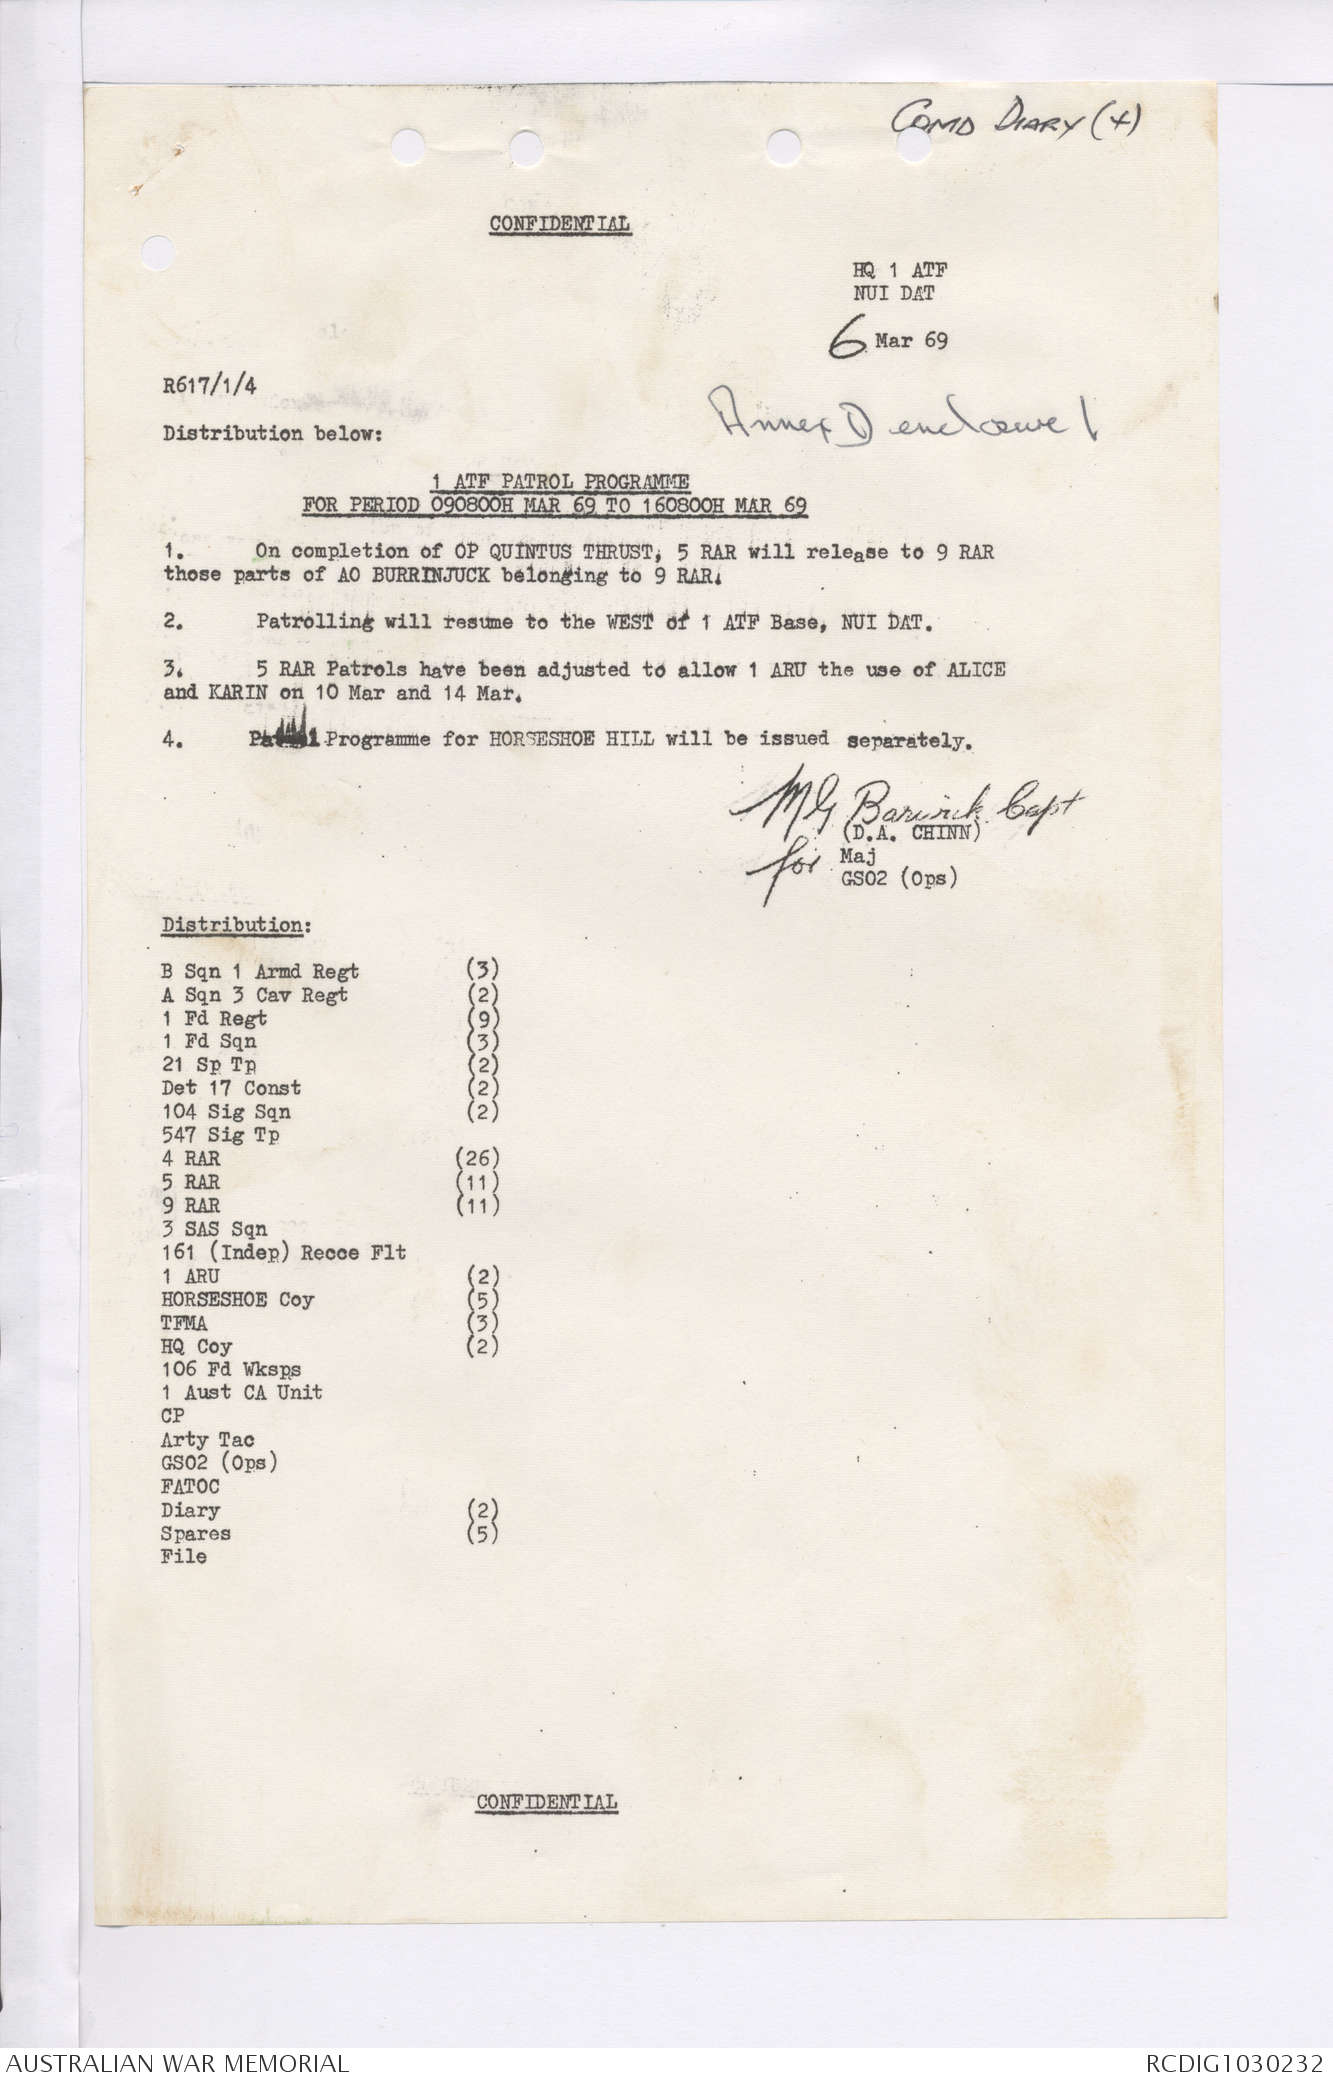 COMD DIARY (4)
CONFIDENTIAL
HQ 1 ATF
NUI DAT
6 Mar 69
R617/1/4
Annex D enclosure 1
Distribution below:
1 ATF PATROL PROGRAMME
FOR PERIOD 090800H MAR 69 TO 160800H MAR 69
1. On completion of OP QUINTUS THRUST, 5 RAR will release to 9 RAR
those parts of AO BURRINJUCK belonging to 9 RAR.
2. Patrolling will resume to the WEST of 1 ATF Base, NUI DAT.
3. 5 RAR Patrols have been adjusted to allow 1 ARU the use of ALICE
and KARIN on 10 Mar and 14 Mar.
4. Patrol Programme for HORSESHOE HILL will be issued separately.
MG Barwick Capt
(D.A. CHINN)
for Maj
GSO2 (Ops)
Distribution:
B Sqn 1 Armd Regt (3)
A Sqn 3 Cav Regt (2)
1 Fd Regt (9)
1 Fd Sqn (3)
21 Sp Tp (2)
Det 17 Const (2)
104 Sig Sqn (2)
547 Sig Tp
4 RAR (26)
5 RAR (11)
9 RAR (11)
3 SAS Sqn
161 (Indep) Recce Flt
1 ARU (2)
HORSESHOE Coy (5)
TFMA (3)
HQ Coy (2)
106 Fd Wksps
1 Aust CA Unit
CP
Arty Tac
GSO2 (Ops)
FATOC
Diary (2)
Spares (5)
File
CONFIDENTIAL
AUSTRALIAN WAR MEMORIAL
RCDIG1030232